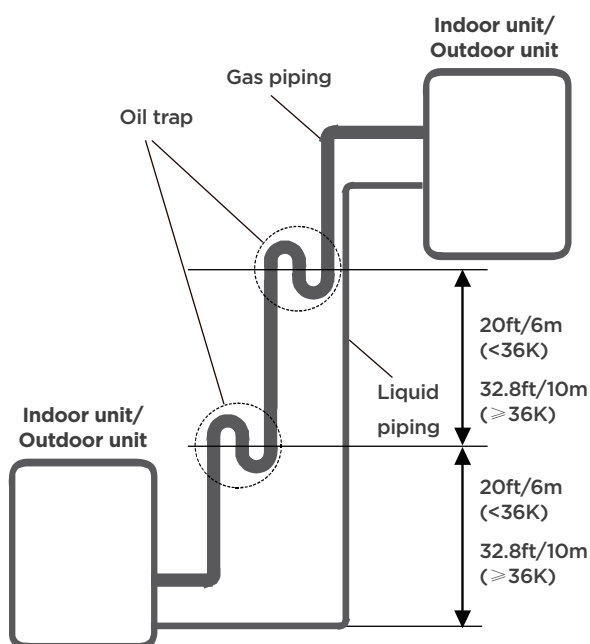 Indoor unit/
Outdoor unit
Gas piping
Oil trap
20ft/6m
(<36K)
32.8ft/10m
(⩾36K)
Liquid
piping
Indoor unit/
Outdoor unit
20ft/6m
(<36K)
32.8ft/10m
(⩾36K)